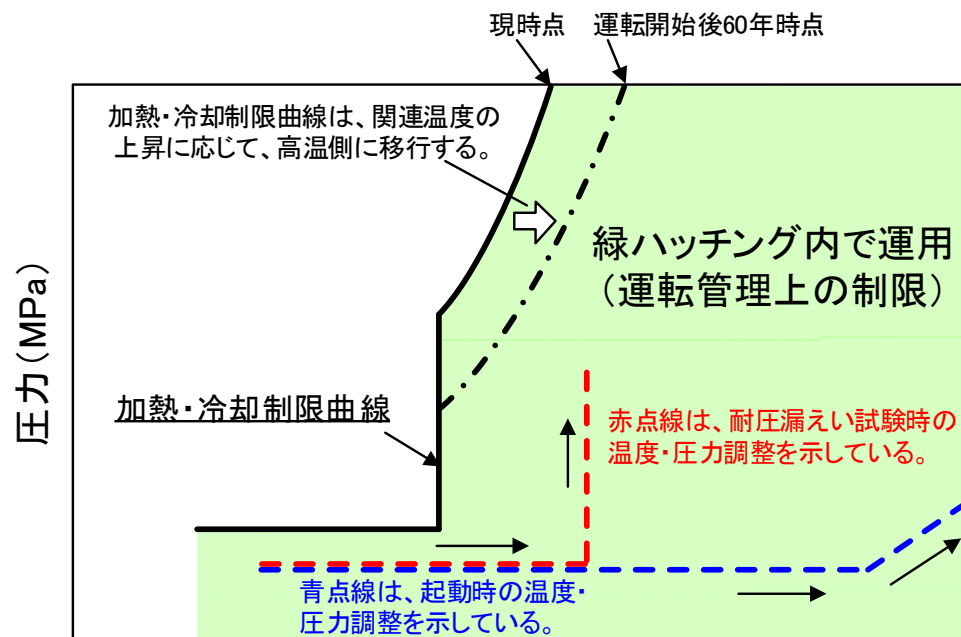 現時点 運転開始後60年時点
加熱・冷却制限曲線は、関連温度の
上昇に応じて、高温側に移行する。
緑ハッチング内で運用
（運転管理上の制限）
圧力（MPa）
加熱・冷却制限曲線
赤点線は、耐圧漏えい試験時の
温度・圧力調整を示している。
青点線は、起動時の温度・
圧力調整を示している。